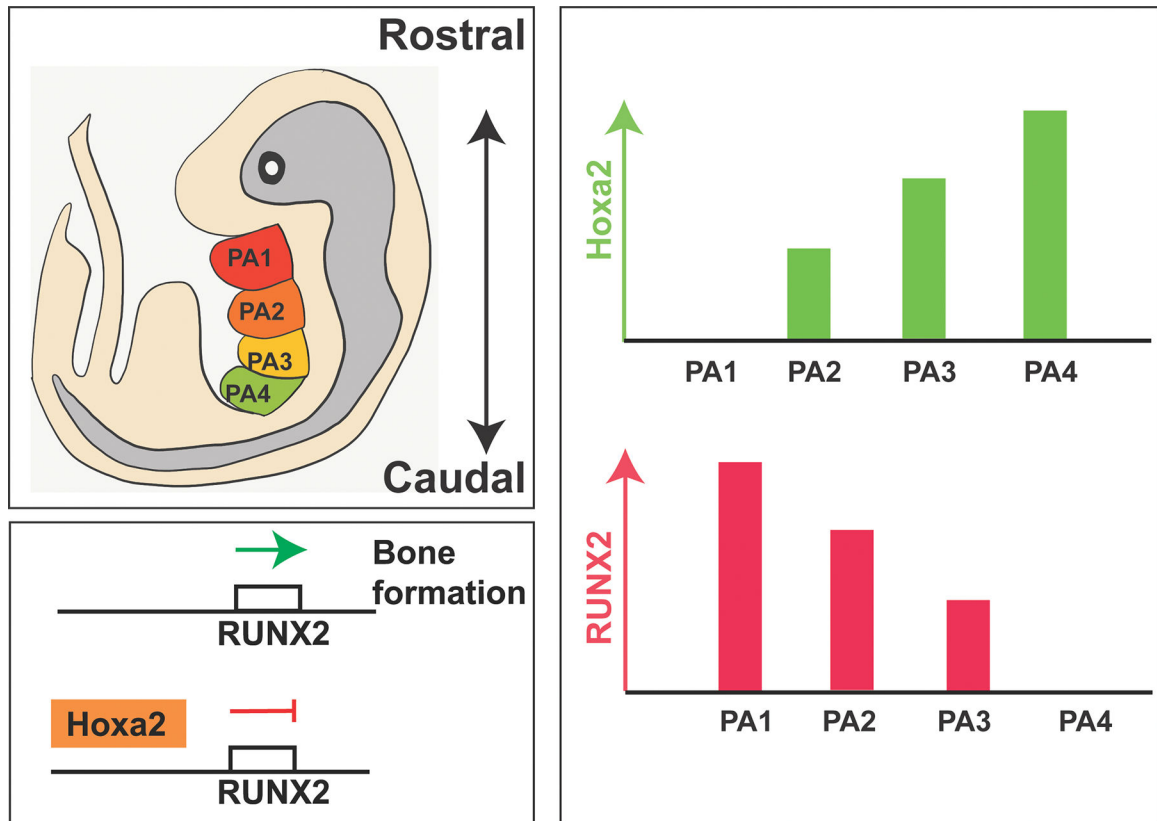 Rostral
PA1
PA2
PA3
PA4
Caudal
Bone
formation
RUNX2
Hoxa2
RUNX2
Hoxa2
PA1 PA2 PA3 PA4
RUNX2
PA1 PA2 PA3 PA4